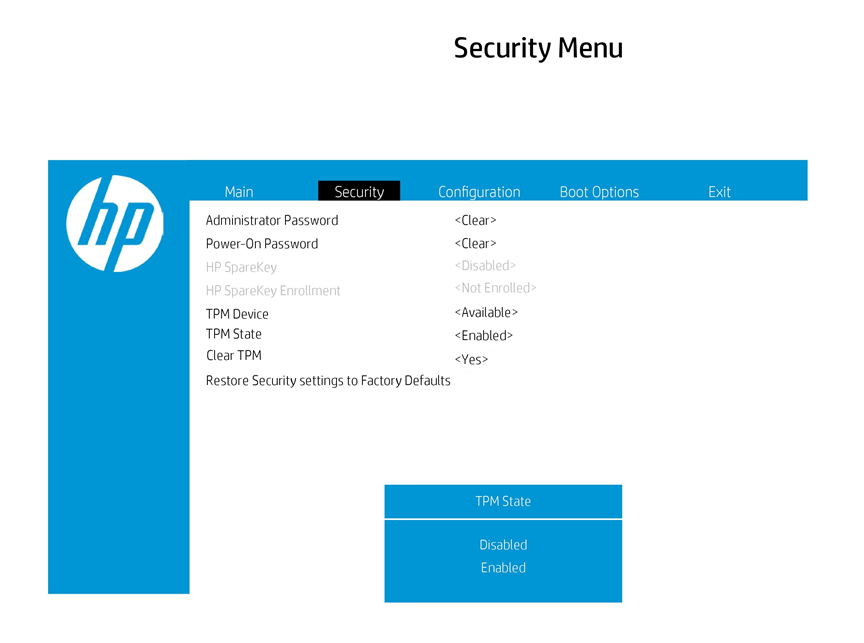 Security Menu
hp
Main Security Configuration Boot Options Exit
Administrator Password <Clear>
Power-On Password <Clear>
HP SpareKey <Disabled>
HP SpareKey Enrollment <Not Enrolled>
TPM Device <Available>
TPM State <Enabled>
Clear TPM <Yes>
Restore Security settings to Factory Defaults
TPM State
Disabled
Enabled